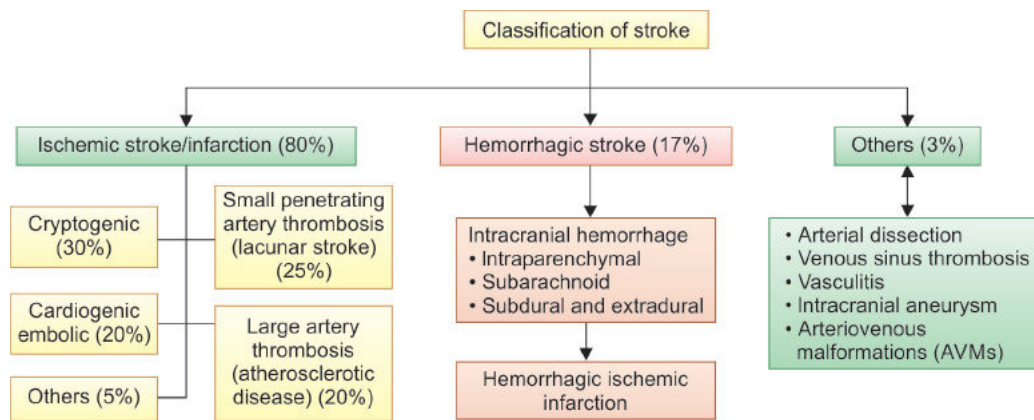 Classification of stroke
Ischemic stroke/infarction (80%)
Hemorrhagic stroke (17%)
Others (3%)
Cryptogenic
(30%)
Small penetrating
artery thrombosis
(lacunar stroke)
(25%)
Cardiogenic
embolic (20%)
Large artery
thrombosis
(atherosclerotic
disease) (20%)
Others (5%)
Intracranial hemorrhage
• Intraparenchymal
• Subarachnoid
• Subdural and extradural
Hemorrhagic ischemic
infarction
• Arterial dissection
• Venous sinus thrombosis
• Vasculitis
• Intracranial aneurysm
• Arteriovenous
malformations (AVMs)